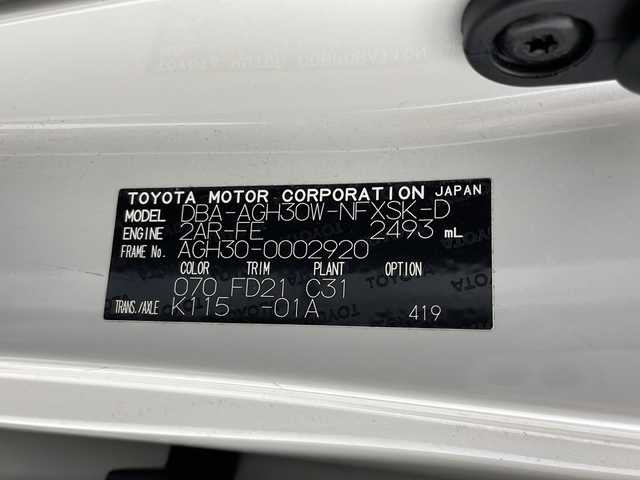 TOYOTA MOTOR CORPORATION JAPAN
MODEL DBA-AGH30W-NFXSK-D
ENGINE 2AR-FE 2493 mL
FRAME No. AGH30-0002920
COLOR TRIM PLANT OPTION
070 FD21 C31
TRANS./AXLE K115 -01A 419